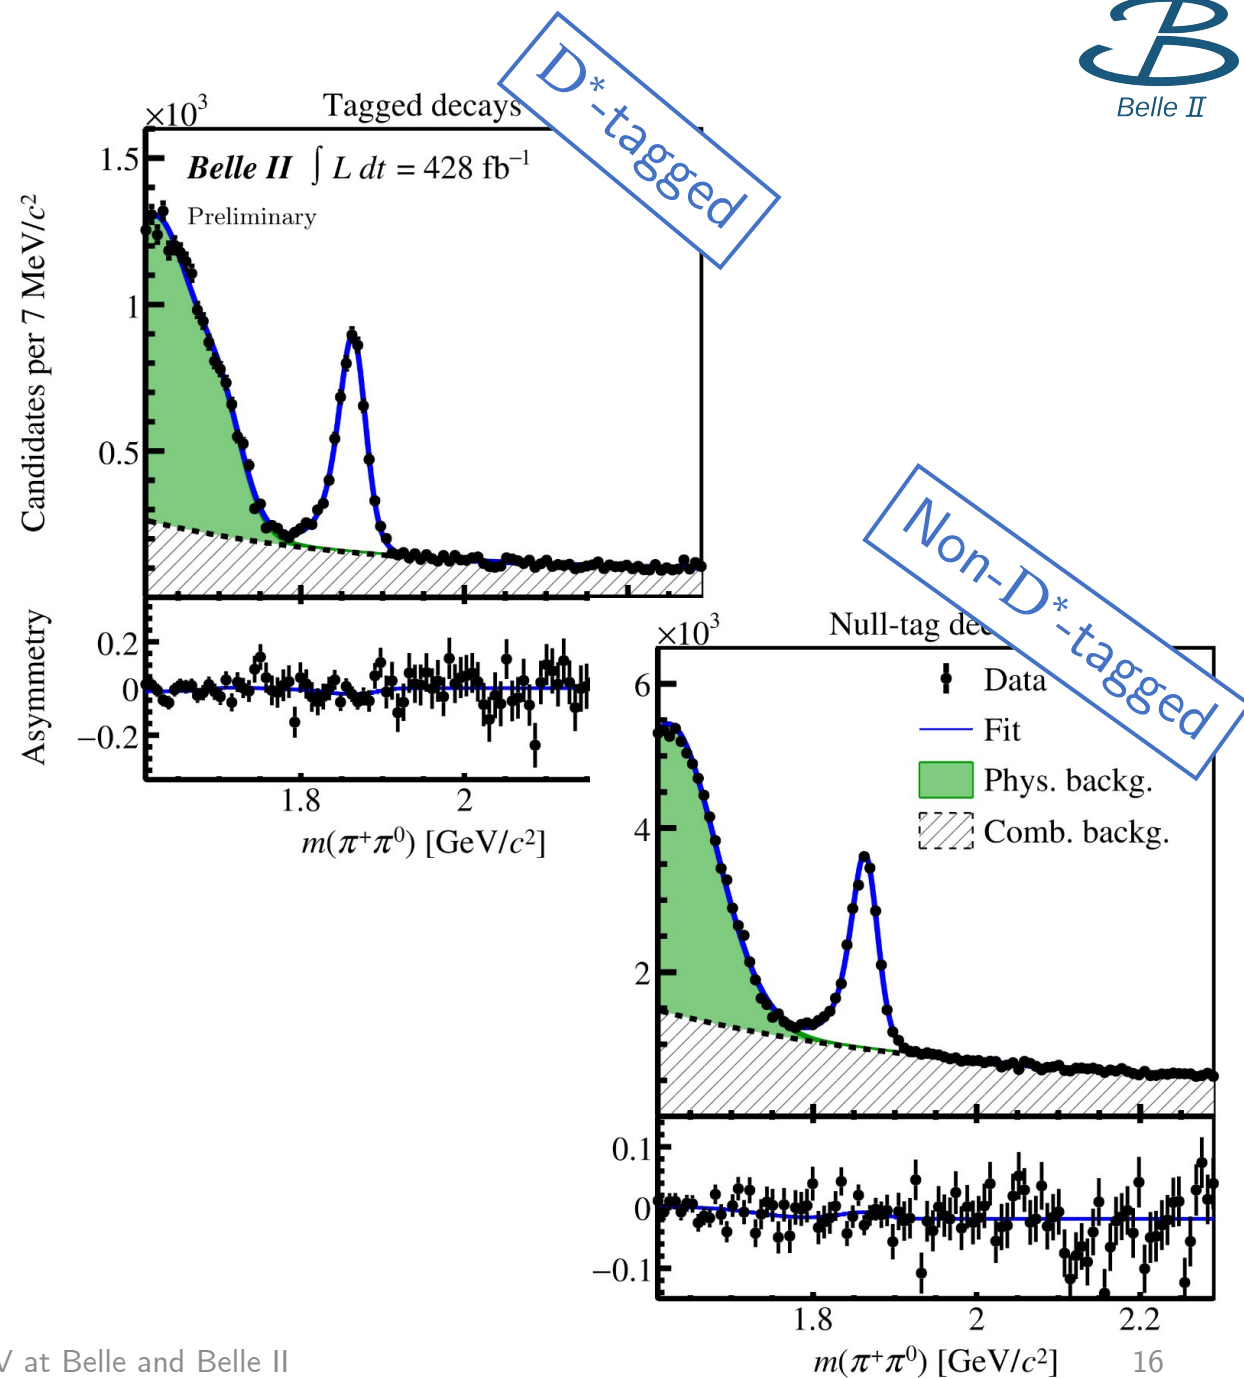 Belle II
D*-tagged
×10³
Tagged decays
Belle II ∫ L dt = 428 fb⁻¹
Preliminary
Candidates per 7 MeV/c²
1.5
1
0.5
Asymmetry
0.2
0
−0.2
1.8
2
m(π⁺π⁰) [GeV/c²]
Non-D*-tagged
×10³
Null-tag
Data
Fit
Phys. backg.
Comb. backg.
6
4
2
0.1
0
−0.1
1.8
2
2.2
m(π⁺π⁰) [GeV/c²]
at Belle and Belle II
16